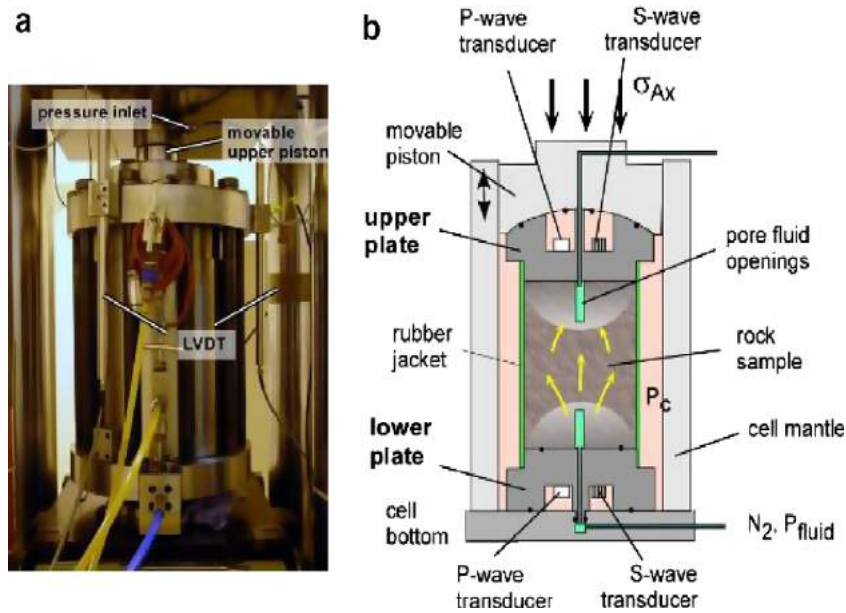 a
pressure inlet
movable
upper piston
LVDT
b
P-wave
transducer
S-wave
transducer
σAx
movable
piston
upper
plate
pore fluid
openings
rubber
jacket
rock
sample
Pc
lower
plate
cell mantle
cell
bottom
N2, Pfluid
P-wave
transducer
S-wave
transducer